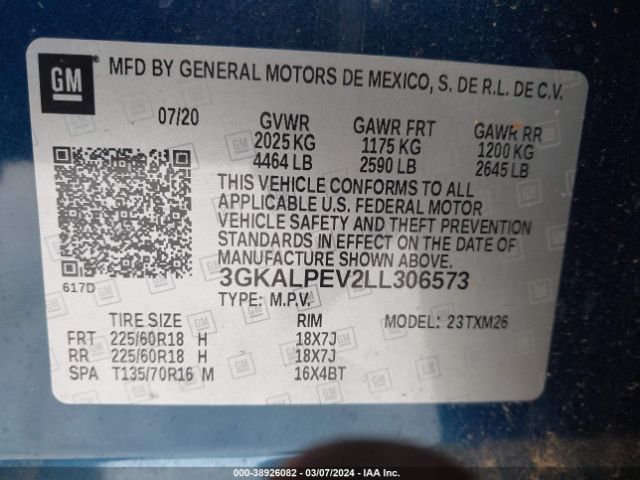 GM
MFD BY GENERAL MOTORS DE MEXICO, S. DE R.L. DE C.V.
07/20 GVWR GAWR FRT GAWR RR
2025 KG 1175 KG 1200 KG
4464 LB 2590 LB 2645 LB
THIS VEHICLE CONFORMS TO ALL
APPLICABLE U.S. FEDERAL MOTOR
VEHICLE SAFETY AND THEFT PREVENTION
STANDARDS IN EFFECT ON THE DATE OF
MANUFACTURE SHOWN ABOVE.
617D
3GKALPEV2LL306573
TYPE: M.P.V.
TIRE SIZE RIM MODEL: 23TXM26
FRT 225/60R18 H 18X7J
RR 225/60R18 H 18X7J
SPA T135/70R16 M 16X4BT
000-38926082 - 03/07/2024 - IAA, LLC